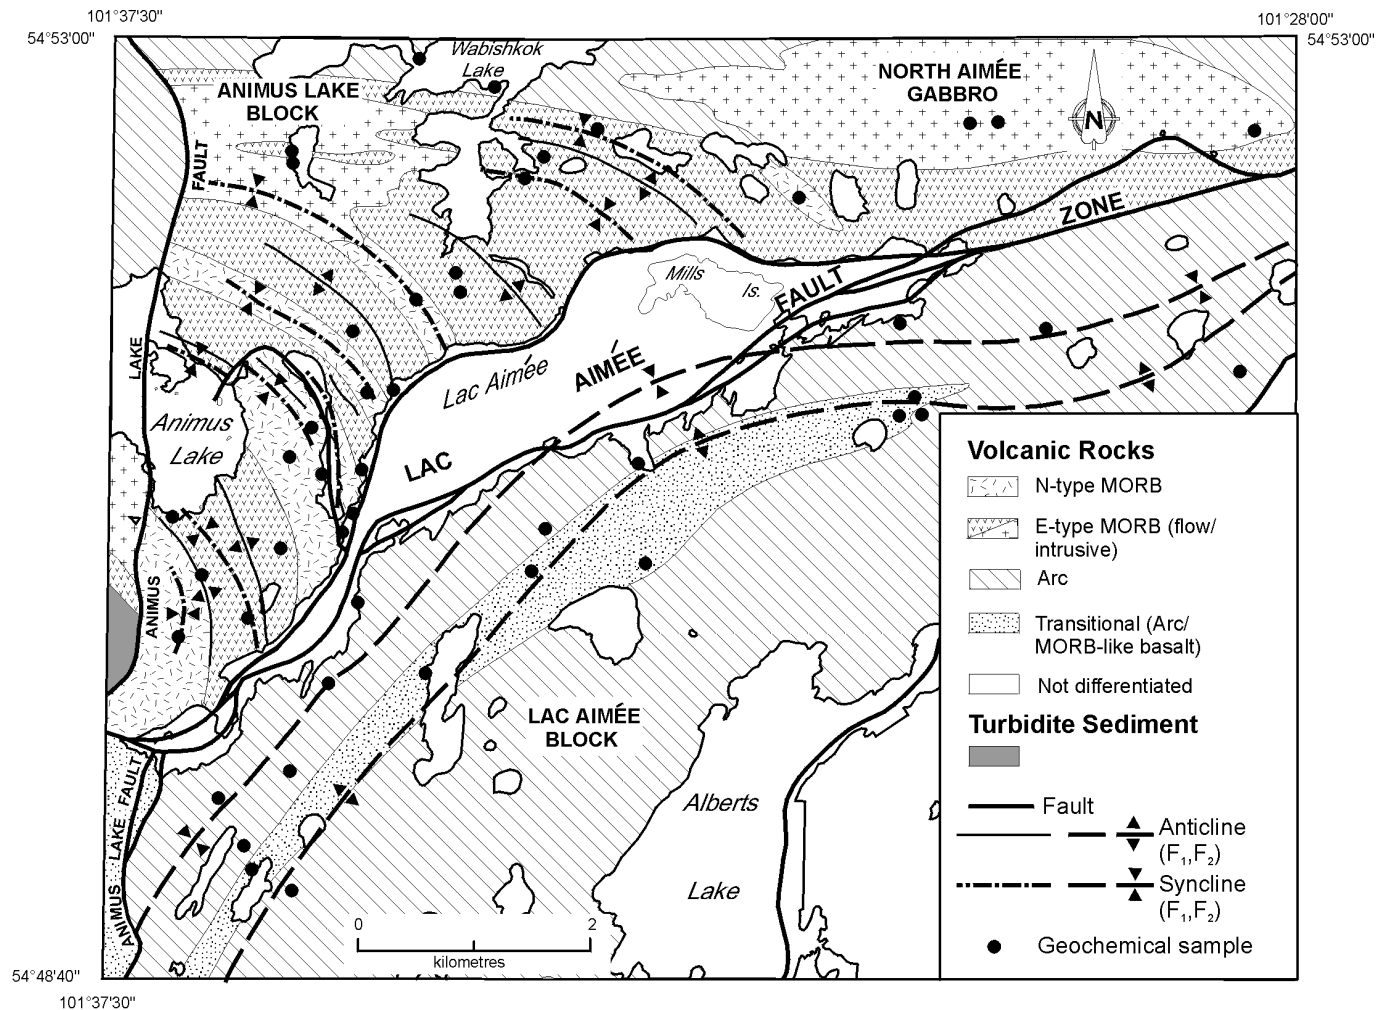 101°37'30"
101°28'00"
54°53'00"
54°53'00"
Wabishkok
Lake
NORTH AIMÉE
GABBRO
ANIMUS LAKE
BLOCK
N
FAULT
ZONE
Mills
Is.
FAULT
LAKE
AIMÉE
Lac Aimée
Animus
Lake
LAC
ANIMUS
Volcanic Rocks
N-type MORB
E-type MORB (flow/
intrusive)
Arc
Transitional (Arc/
MORB-like basalt)
Not differentiated
Turbidite Sediment
Fault
Anticline
(F₁,F₂)
Syncline
(F₁,F₂)
Geochemical sample
LAC AIMÉE
BLOCK
ANIMUS LAKE FAULT
Alberts
Lake
0 2
kilometres
54°48'40"
101°37'30"